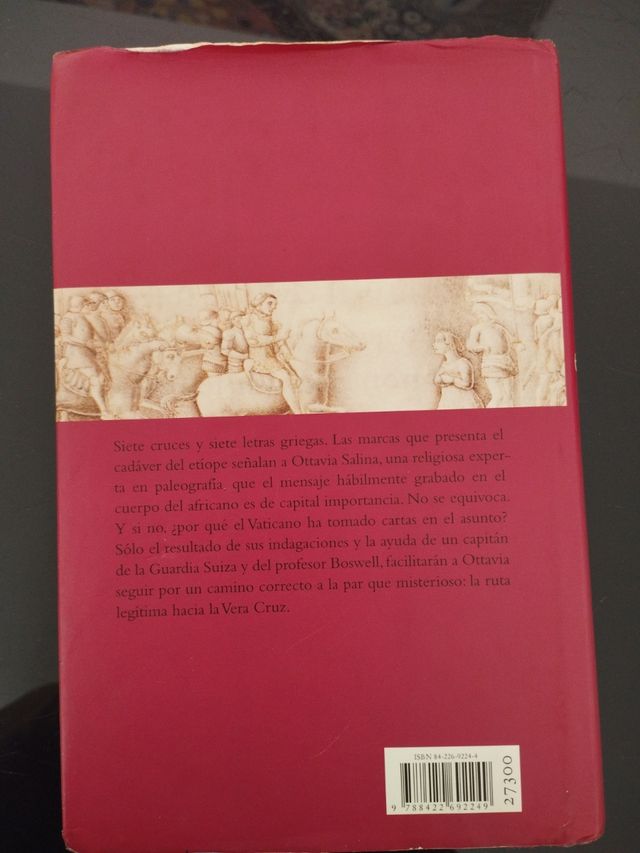 Siete cruces y siete letras griegas. Las marcas que presenta el
cadáver del etíope señalan a Ottavia Salina, una religiosa exper-
ta en paleografía, que el mensaje hábilmente grabado en el
cuerpo del africano es de capital importancia. No se equivoca.
Y si no, ¿por qué el Vaticano ha tomado cartas en el asunto?
Sólo el resultado de sus indagaciones y la ayuda de un capitán
de la Guardia Suiza y del profesor Boswell, facilitarán a Ottavia
seguir por un camino correcto a la par que misterioso: la ruta
legítima hacia la Vera Cruz.
ISBN 84-226-9224-4
9 788422 692249
27300